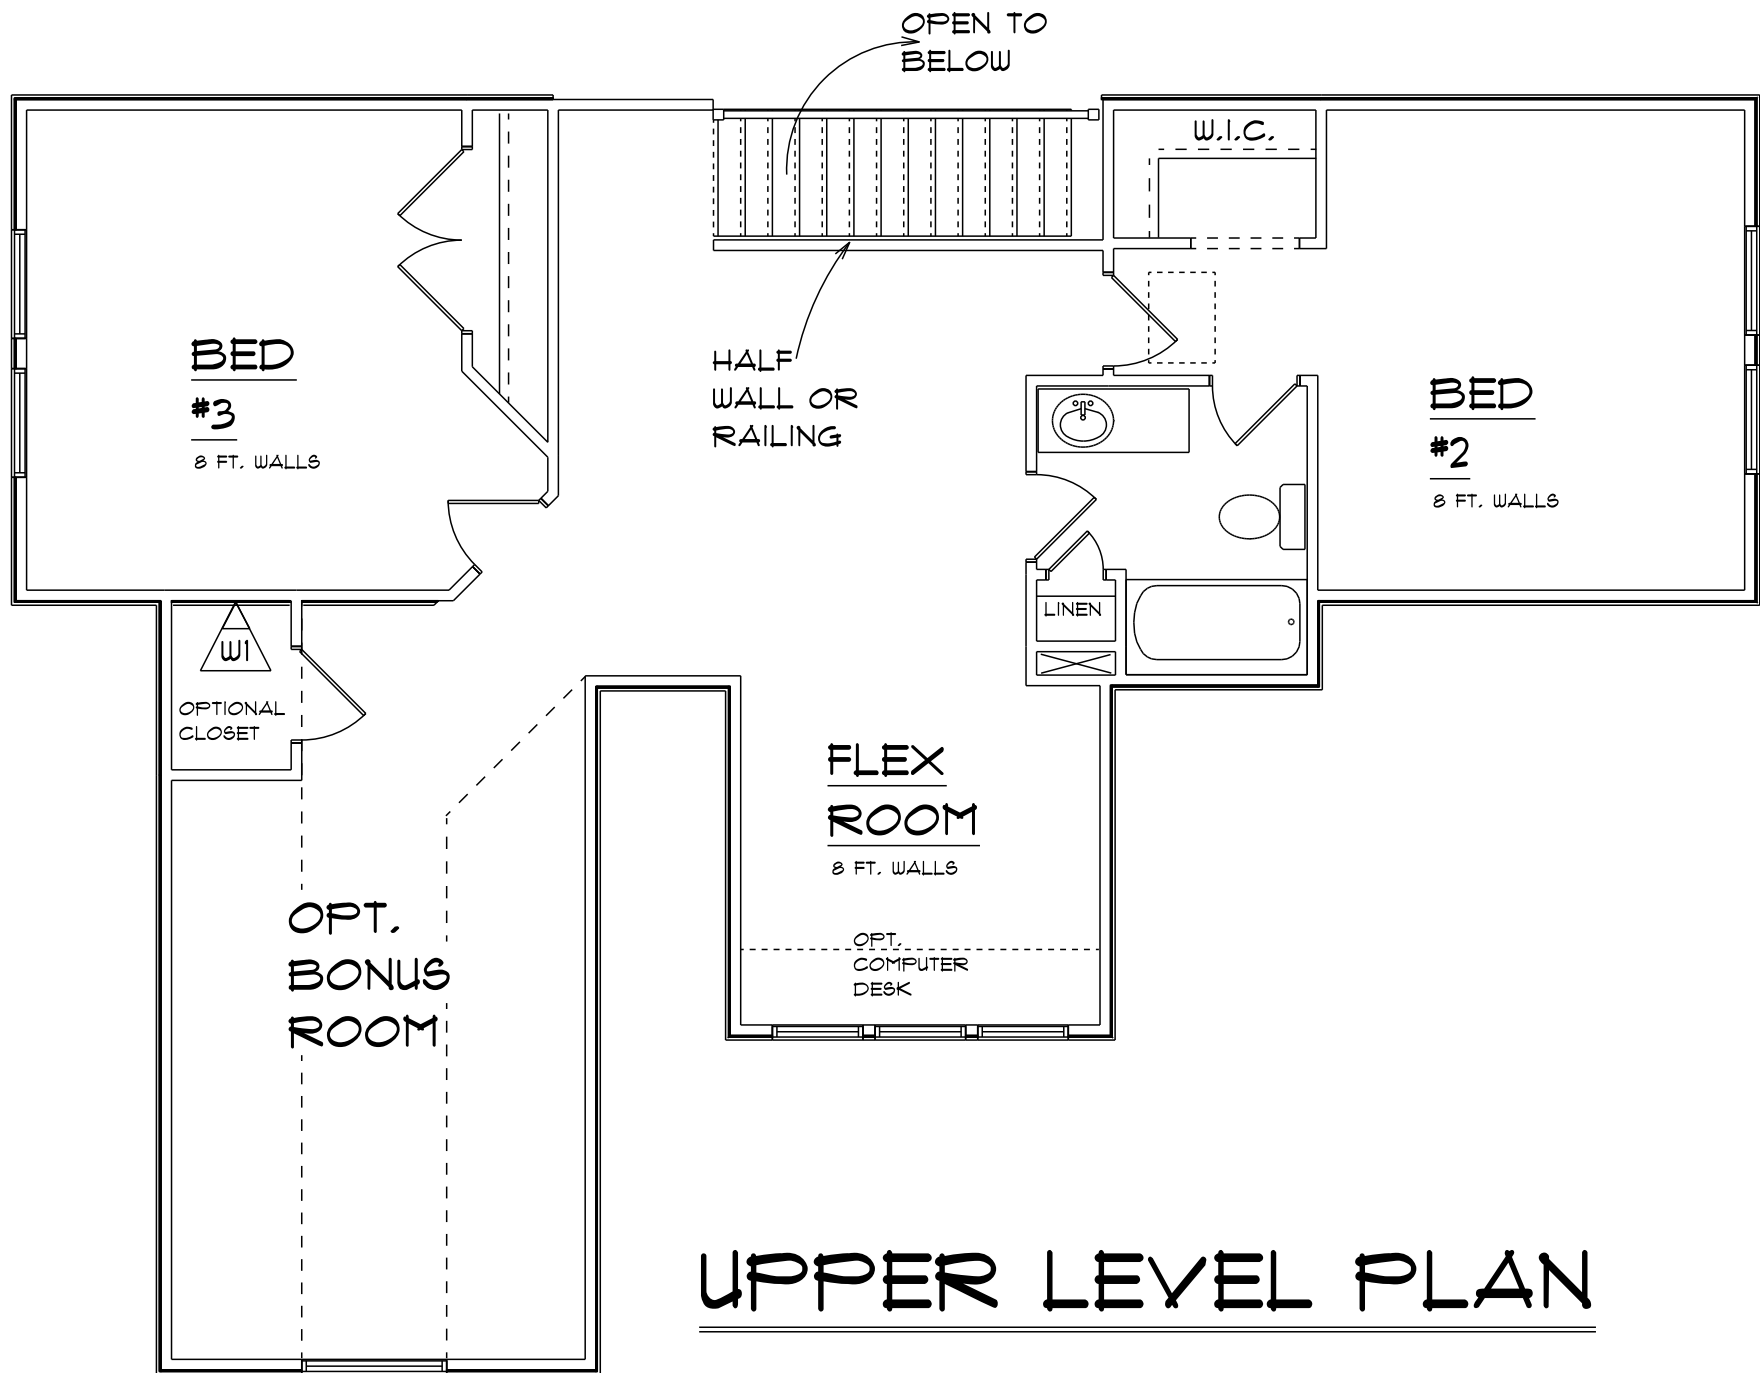 OPEN TO
BELOW
W.I.C.
BED
#3
8 FT. WALLS
HALF
WALL OR
RAILING
BED
#2
8 FT. WALLS
LINEN
W1
OPTIONAL
CLOSET
FLEX
ROOM
8 FT. WALLS
OPT.
BONUS
ROOM
OPT.
COMPUTER
DESK
UPPER LEVEL PLAN